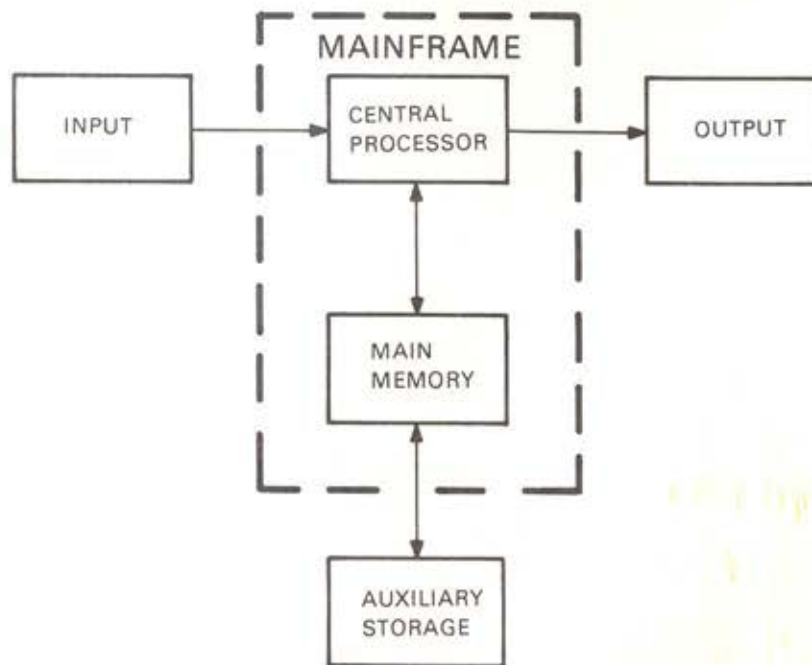 MAINFRAME
INPUT
CENTRAL
PROCESSOR
OUTPUT
MAIN
MEMORY
AUXILIARY
STORAGE